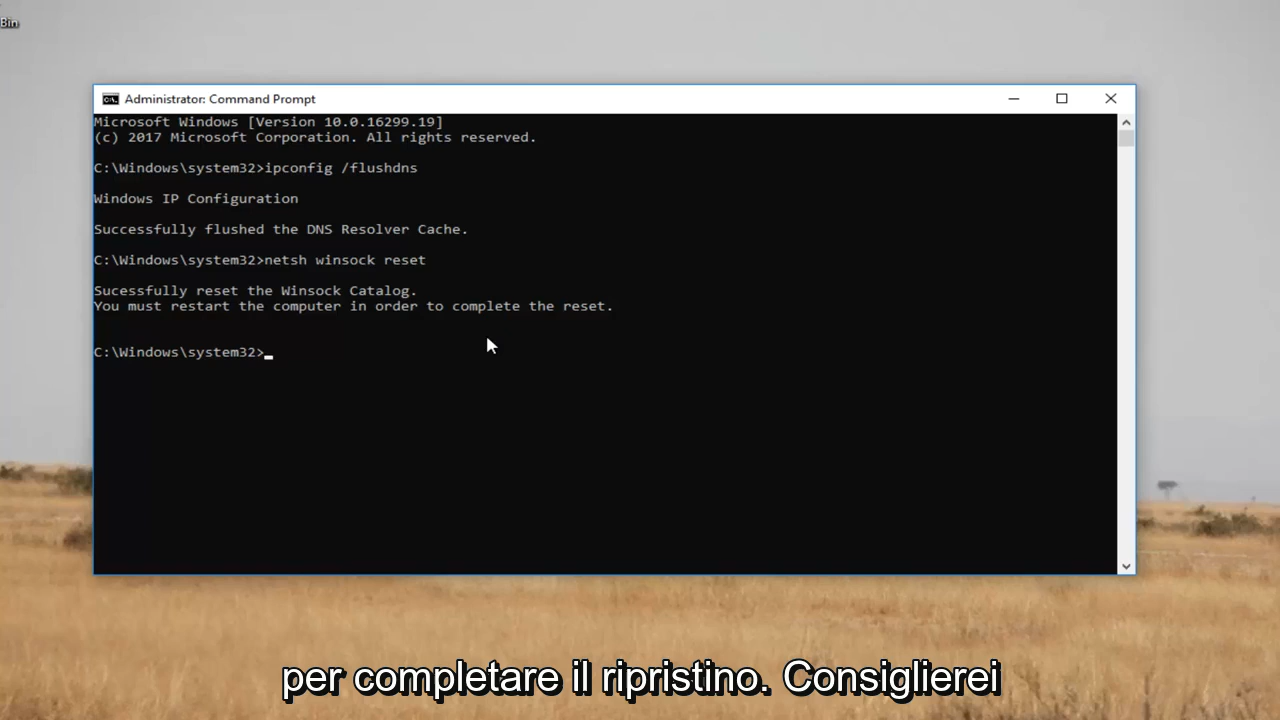 Bin
Administrator: Command Prompt
Microsoft Windows [Version 10.0.16299.19]
(c) 2017 Microsoft Corporation. All rights reserved.
C:\Windows\system32>ipconfig /flushdns
Windows IP Configuration
Successfully flushed the DNS Resolver Cache.
C:\Windows\system32>netsh winsock reset
Sucessfully reset the Winsock Catalog.
You must restart the computer in order to complete the reset.
C:\Windows\system32>
per completare il ripristino. Consiglierei